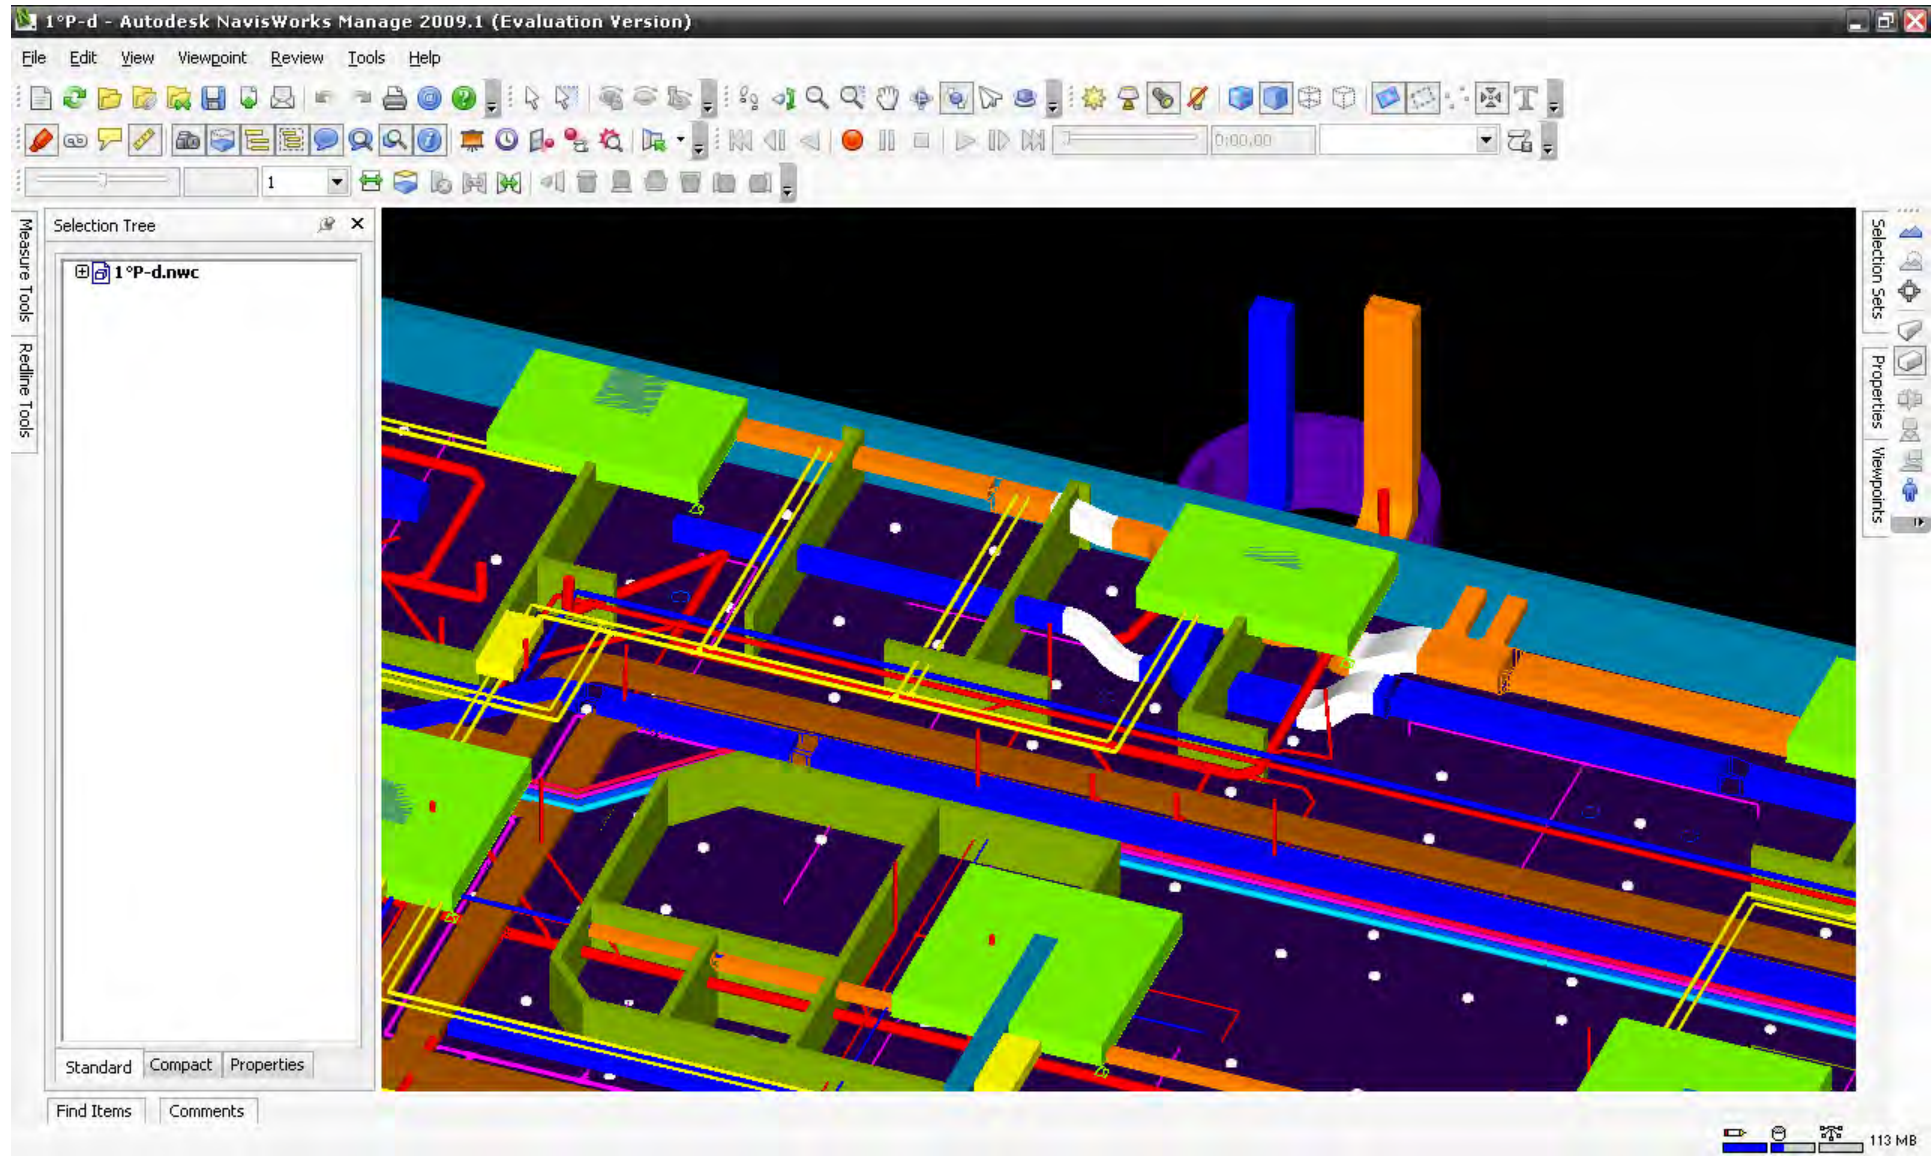 1°P-d - Autodesk NavisWorks Manage 2009.1 (Evaluation Version)
File Edit View Viewpoint Review Tools Help
0:00,00
1
Measure Tools
Redline Tools
Selection Tree
1°P-d.nwc
Standard Compact Properties
Find Items Comments
Selection Sets
Properties
Viewpoints
113 MB